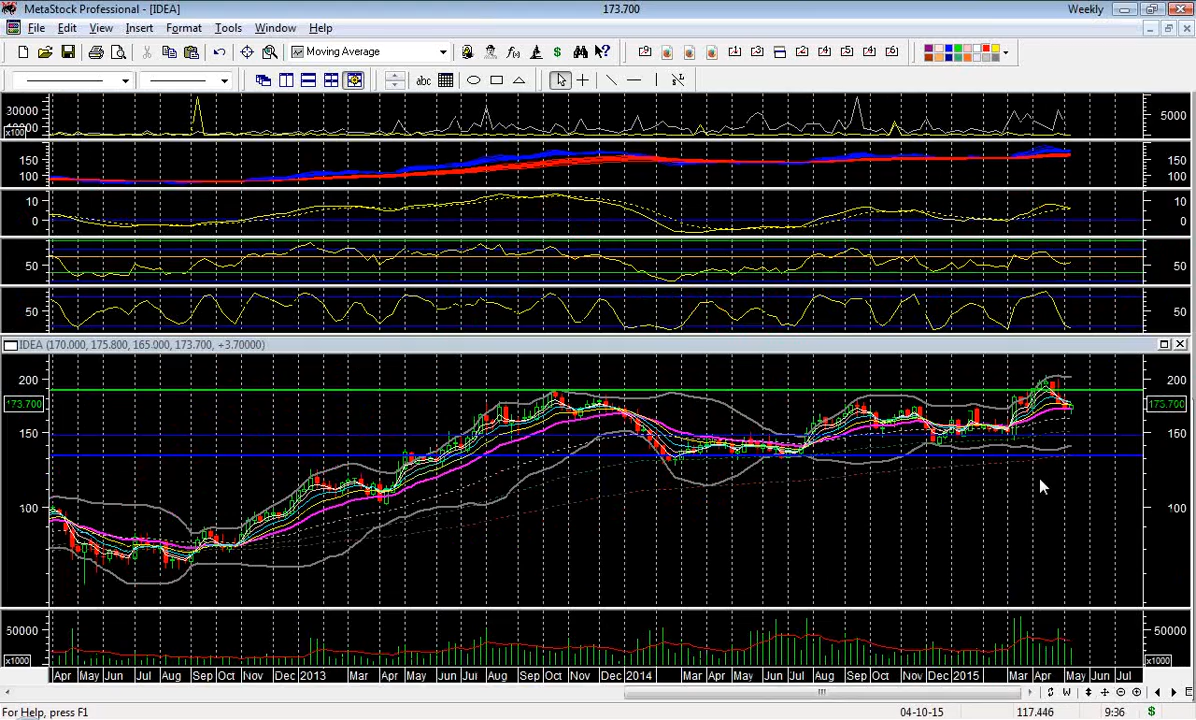 MetaStock Professional - [IDEA] 173.700 Weekly
File Edit View Insert Format Tools Window Help
Moving Average
abc
30000 5000
x100
150 150
100 100
10 10
0 0
50 50
50 50
IDEA (170.000, 175.800, 165.000, 173.700, +3.70000)
200 200
173.700 173.700
150 150
100 100
50000 50000
x1000 x1000
Apr May Jun Jul Aug Sep Oct Nov Dec 2013 Mar Apr May Jun Jul Aug Sep Oct Nov Dec 2014 Mar Apr May Jun Jul Aug Sep Oct Nov Dec 2015 Mar Apr May Jun Jul
For Help, press F1 04-10-15 117.446 9:36